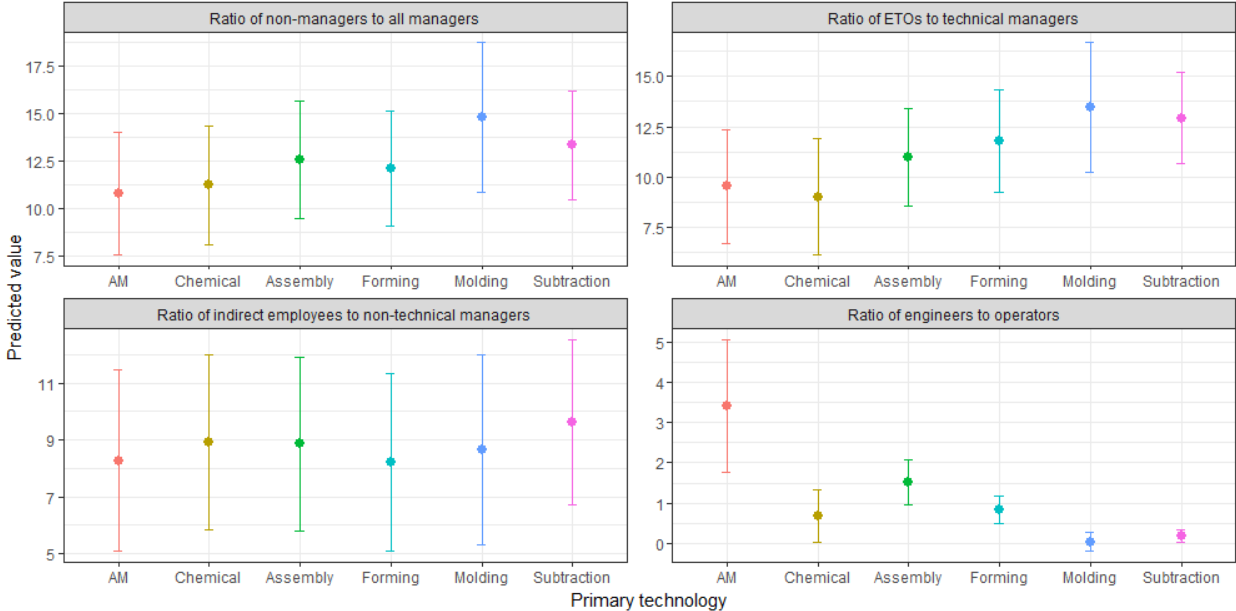 Ratio of non-managers to all managers
17.5
15.0
12.5
10.0
7.5
AM Chemical Assembly Forming Molding Subtraction
Ratio of ETOs to technical managers
15.0
12.5
10.0
7.5
AM Chemical Assembly Forming Molding Subtraction
Predicted value
Ratio of indirect employees to non-technical managers
11
9
7
5
AM Chemical Assembly Forming Molding Subtraction
Ratio of engineers to operators
5
4
3
2
1
0
AM Chemical Assembly Forming Molding Subtraction
Primary technology